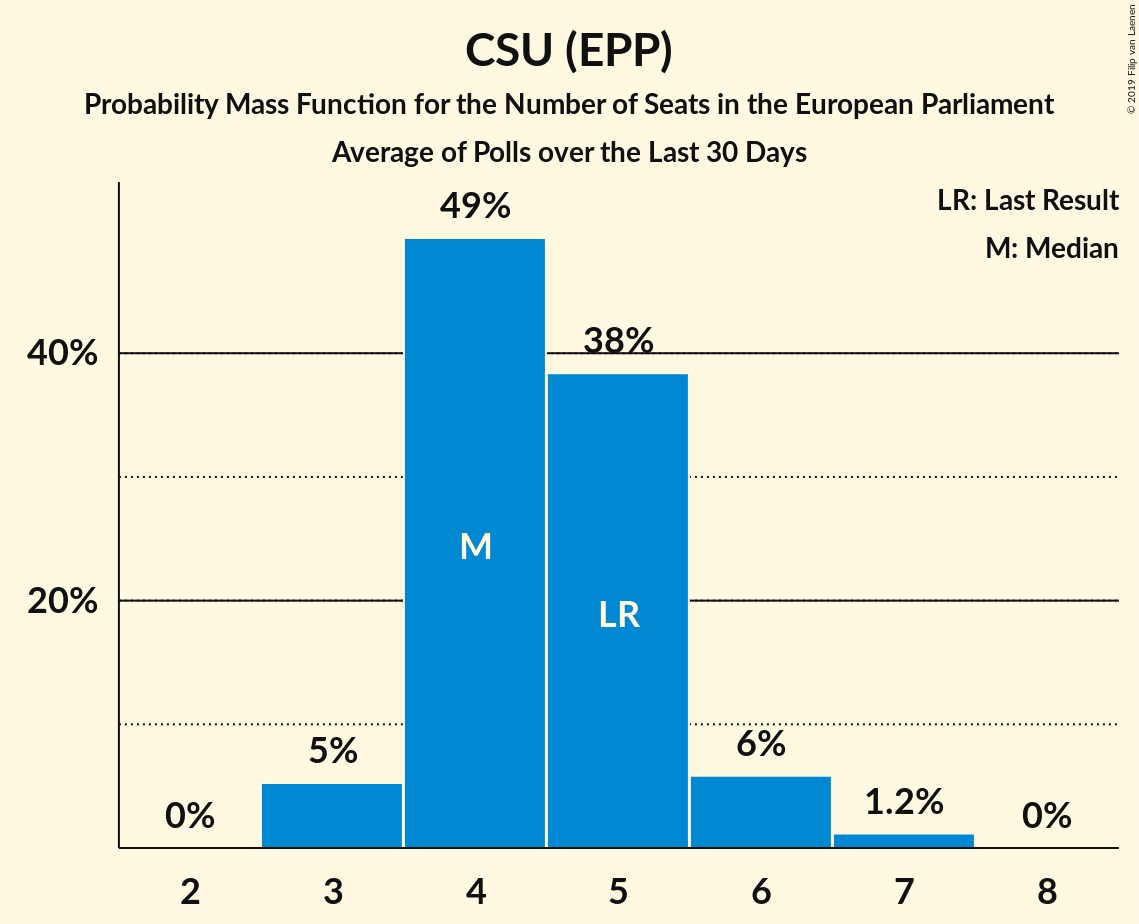 CSU (EPP)
Probability Mass Function for the Number of Seats in the European Parliament
Average of Polls over the Last 30 Days
© 2019 Filip van Laenen
LR: Last Result
M: Median
49%
38%
40%
M
20%
LR
5%
6%
1.2%
0%
0%
2 3 4 5 6 7 8